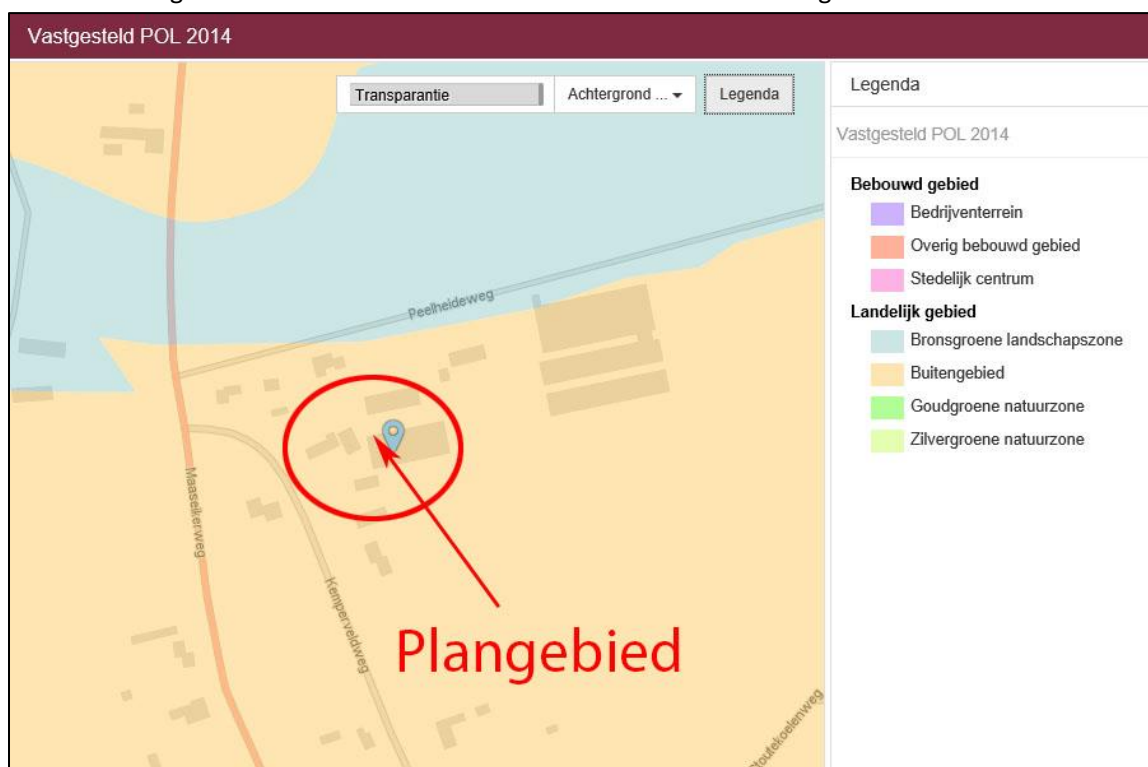 Vastgesteld POL 2014
Transparantie
Achtergrond ...
Legenda
Legenda
Vastgesteld POL 2014
Bebouwd gebied
Bedrijventerrein
Overig bebouwd gebied
Stedelijk centrum
Landelijk gebied
Bronsgroene landschapszone
Buitengebied
Goudgroene natuurzone
Zilvergroene natuurzone
Peelheideweg
Maaseikerweg
Kemperveldweg
Plangebied